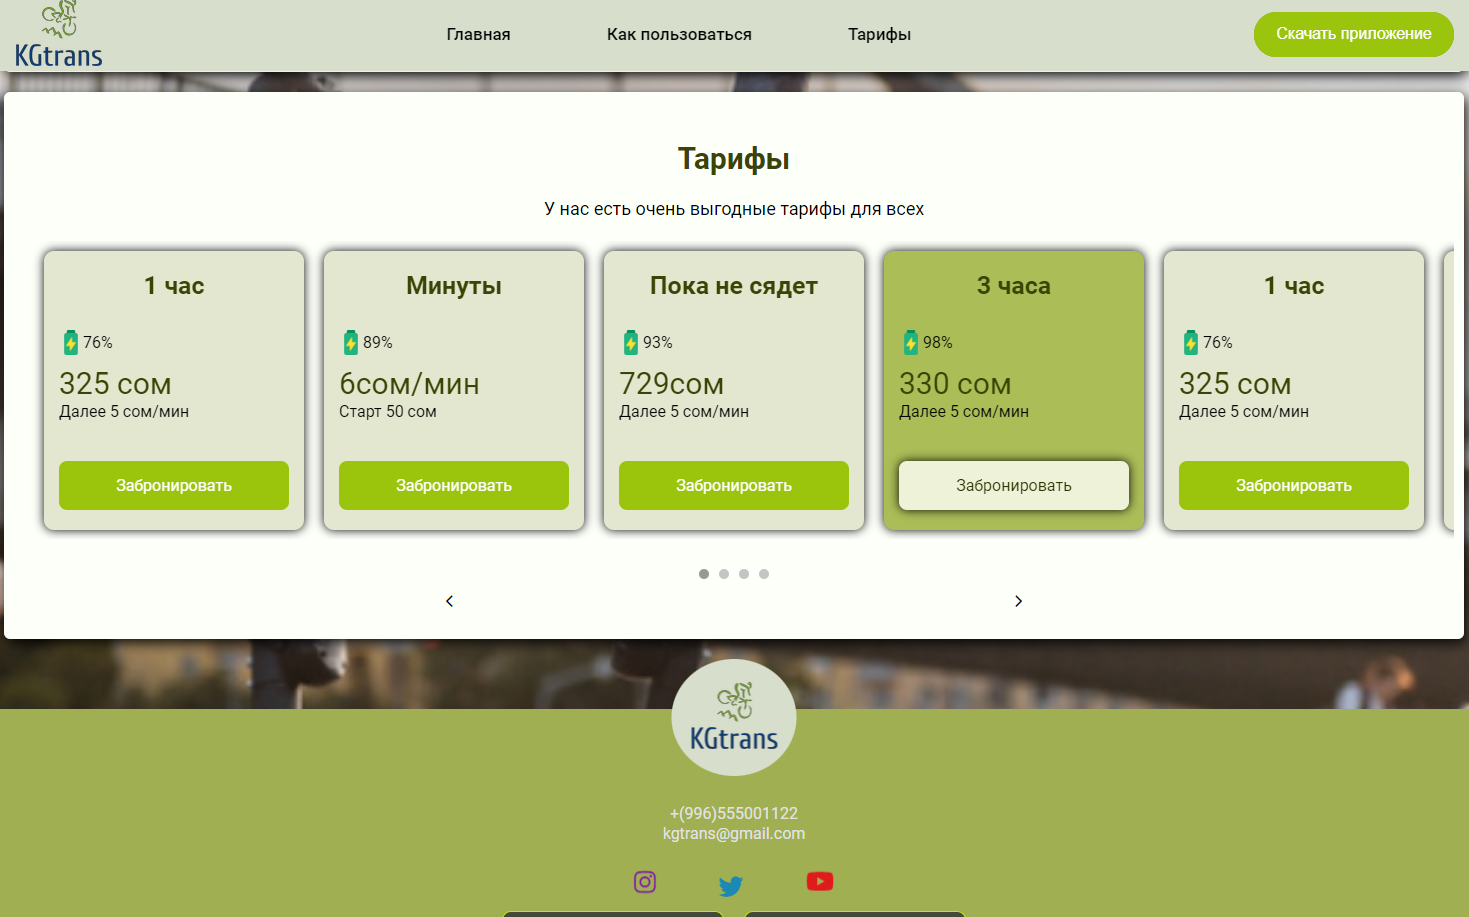 KGtrans
Главная
Как пользоваться
Тарифы
Скачать приложение
Тарифы
У нас есть очень выгодные тарифы для всех
1 час
76%
325 сом
Далее 5 сом/мин
Забронировать
Минуты
89%
6сом/мин
Старт 50 сом
Забронировать
Пока не сядет
93%
729сом
Далее 5 сом/мин
Забронировать
3 часа
98%
330 сом
Далее 5 сом/мин
Забронировать
1 час
76%
325 сом
Далее 5 сом/мин
Забронировать
KGtrans
+(996)555001122
kgtrans@gmail.com